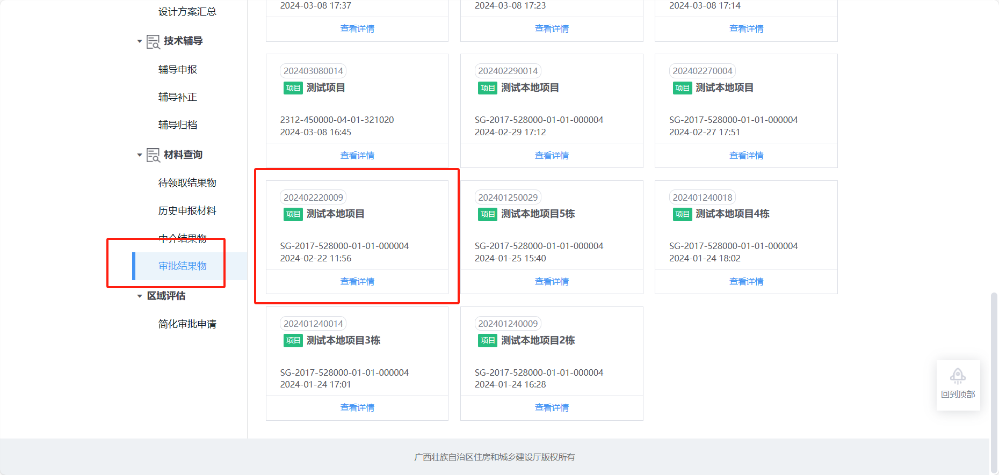 设计方案汇总
技术辅导
辅导申报
辅导补正
辅导归档
材料查询
待领取结果物
历史申报材料
中介结果物
审批结果物
区域评估
简化审批申请
2024-03-08 17:37
查看详情
2024-03-08 17:23
查看详情
2024-03-08 17:14
查看详情
202403080014
项目 测试项目
2312-450000-04-01-321020
2024-03-08 16:45
查看详情
202402290014
项目 测试本地项目
SG-2017-528000-01-01-000004
2024-02-29 17:12
查看详情
202402270004
项目 测试本地项目
SG-2017-528000-01-01-000004
2024-02-27 17:51
查看详情
202402220009
项目 测试本地项目
SG-2017-528000-01-01-000004
2024-02-22 11:56
查看详情
202401250029
项目 测试本地项目5栋
SG-2017-528000-01-01-000004
2024-01-25 15:40
查看详情
202401240018
项目 测试本地项目4栋
SG-2017-528000-01-01-000004
2024-01-24 18:02
查看详情
202401240014
项目 测试本地项目3栋
SG-2017-528000-01-01-000004
2024-01-24 17:01
查看详情
202401240009
项目 测试本地项目2栋
SG-2017-528000-01-01-000004
2024-01-24 16:28
查看详情
回到顶部
广西壮族自治区住房和城乡建设厅版权所有